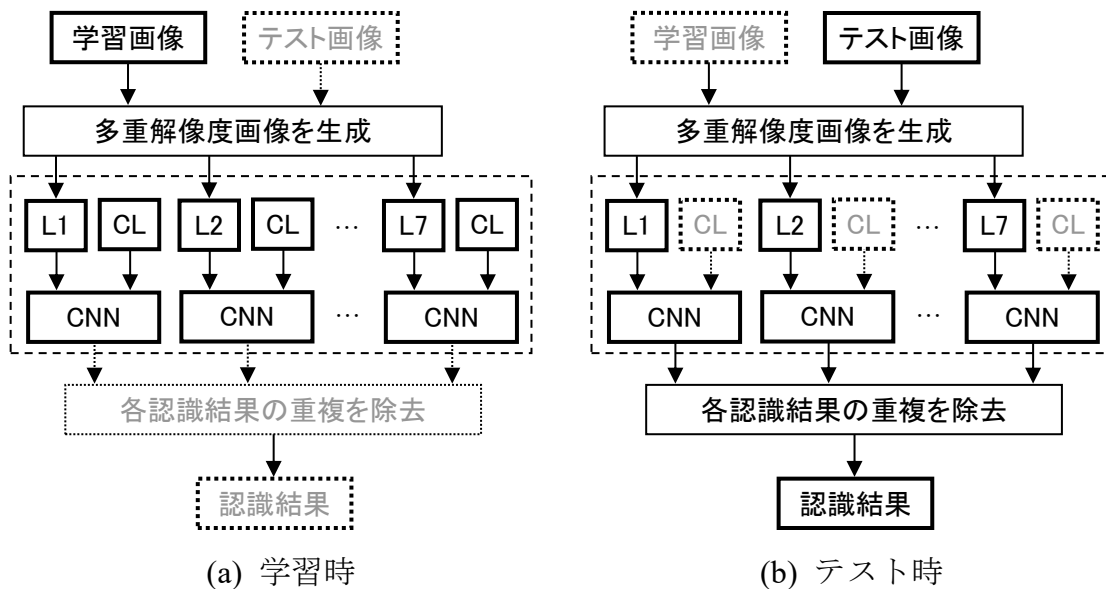 学習画像 テスト画像
多重解像度画像を生成
L1 CL L2 CL … L7 CL
CNN CNN … CNN
各認識結果の重複を除去
認識結果
(a) 学習時
学習画像 テスト画像
多重解像度画像を生成
L1 CL L2 CL … L7 CL
CNN CNN … CNN
各認識結果の重複を除去
認識結果
(b) テスト時